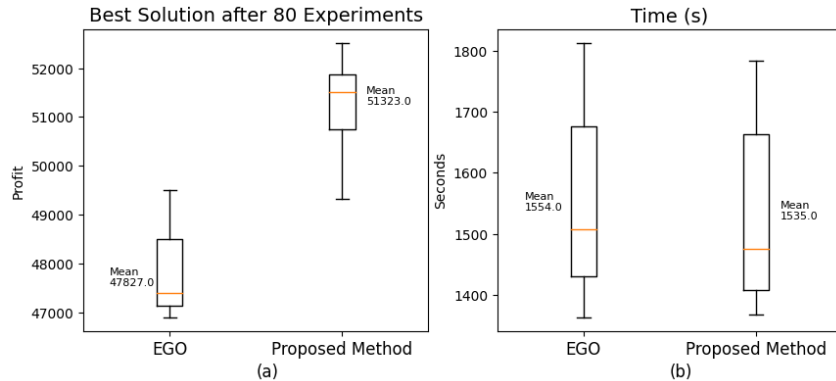 Best Solution after 80 Experiments
Profit
52000
51000
50000
49000
48000
47000
Mean
47827.0
Mean
51323.0
EGO
Proposed Method
(a)
Time (s)
Seconds
1800
1700
1600
1500
1400
Mean
1554.0
Mean
1535.0
EGO
Proposed Method
(b)